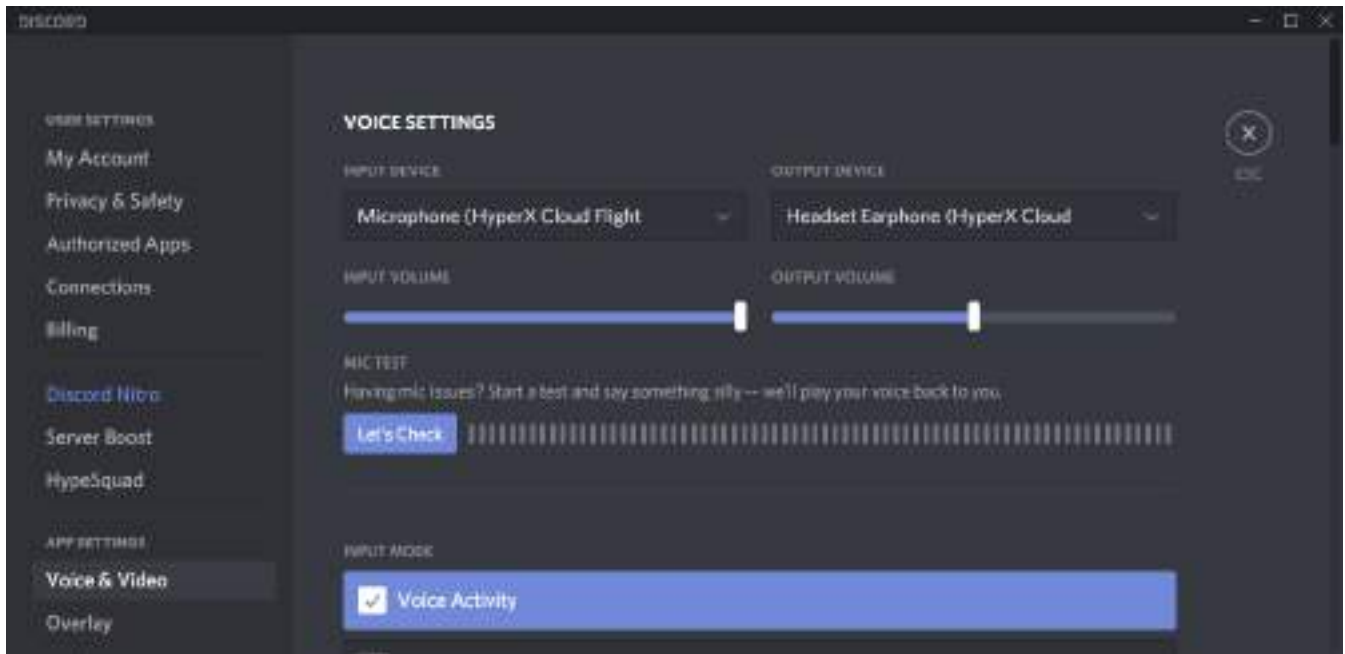 DISCORD
USER SETTINGS
My Account
Privacy & Safety
Authorized Apps
Connections
Billing
Discord Nitro
Server Boost
HypeSquad
APP SETTINGS
Voice & Video
Overlay
VOICE SETTINGS
INPUT DEVICE
Microphone (HyperX Cloud Flight
OUTPUT DEVICE
Headset Earphone (HyperX Cloud
INPUT VOLUME
OUTPUT VOLUME
MIC TEST
Having mic issues? Start a test and say something silly -- we'll play your voice back to you.
Let's Check
INPUT MODE
Voice Activity
ESC